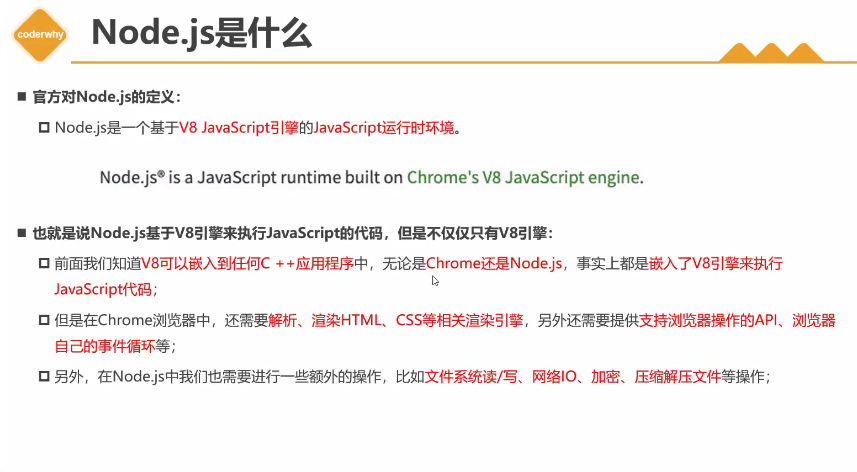 coderwhy
Node.js是什么
官方对Node.js的定义：
Node.js是一个基于V8 JavaScript引擎的JavaScript运行时环境。
Node.js® is a JavaScript runtime built on Chrome's V8 JavaScript engine.
也就是说Node.js基于V8引擎来执行JavaScript的代码，但是不仅仅只有V8引擎：
前面我们知道V8可以嵌入到任何C ++应用程序中，无论是Chrome还是Node.js，事实上都是嵌入了V8引擎来执行
JavaScript代码；
但是在Chrome浏览器中，还需要解析、渲染HTML、CSS等相关渲染引擎，另外还需要提供支持浏览器操作的API、浏览器
自己的事件循环等；
另外，在Node.js中我们也需要进行一些额外的操作，比如文件系统读/写、网络IO、加密、压缩解压文件等操作；